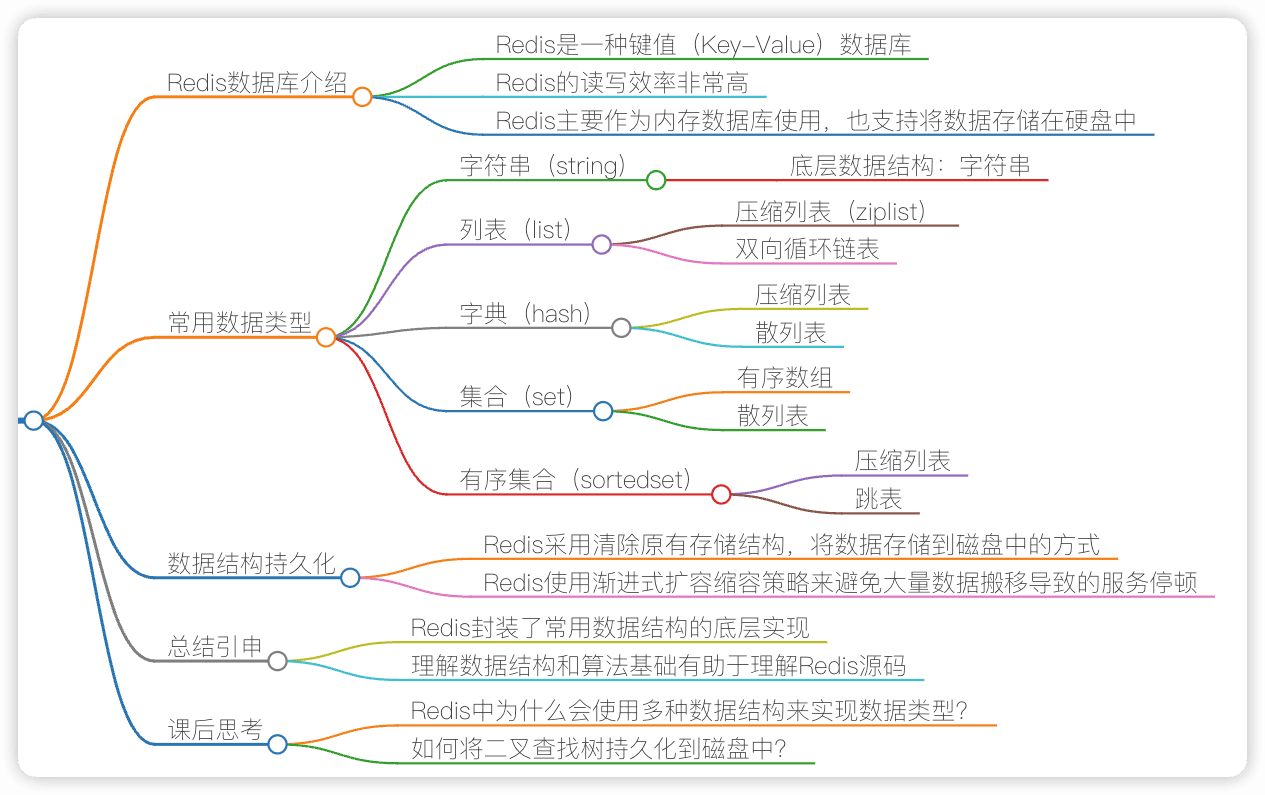 Redis数据库介绍
Redis是一种键值（Key-Value）数据库
Redis的读写效率非常高
Redis主要作为内存数据库使用，也支持将数据存储在硬盘中
常用数据类型
字符串（string）
底层数据结构：字符串
列表（list）
压缩列表（ziplist）
双向循环链表
字典（hash）
压缩列表
散列表
集合（set）
有序数组
散列表
有序集合（sortedset）
压缩列表
跳表
数据结构持久化
Redis采用清除原有存储结构，将数据存储到磁盘中的方式
Redis使用渐进式扩容缩容策略来避免大量数据搬移导致的服务停顿
总结引申
Redis封装了常用数据结构的底层实现
理解数据结构和算法基础有助于理解Redis源码
课后思考
Redis中为什么会使用多种数据结构来实现数据类型？
如何将二叉查找树持久化到磁盘中？